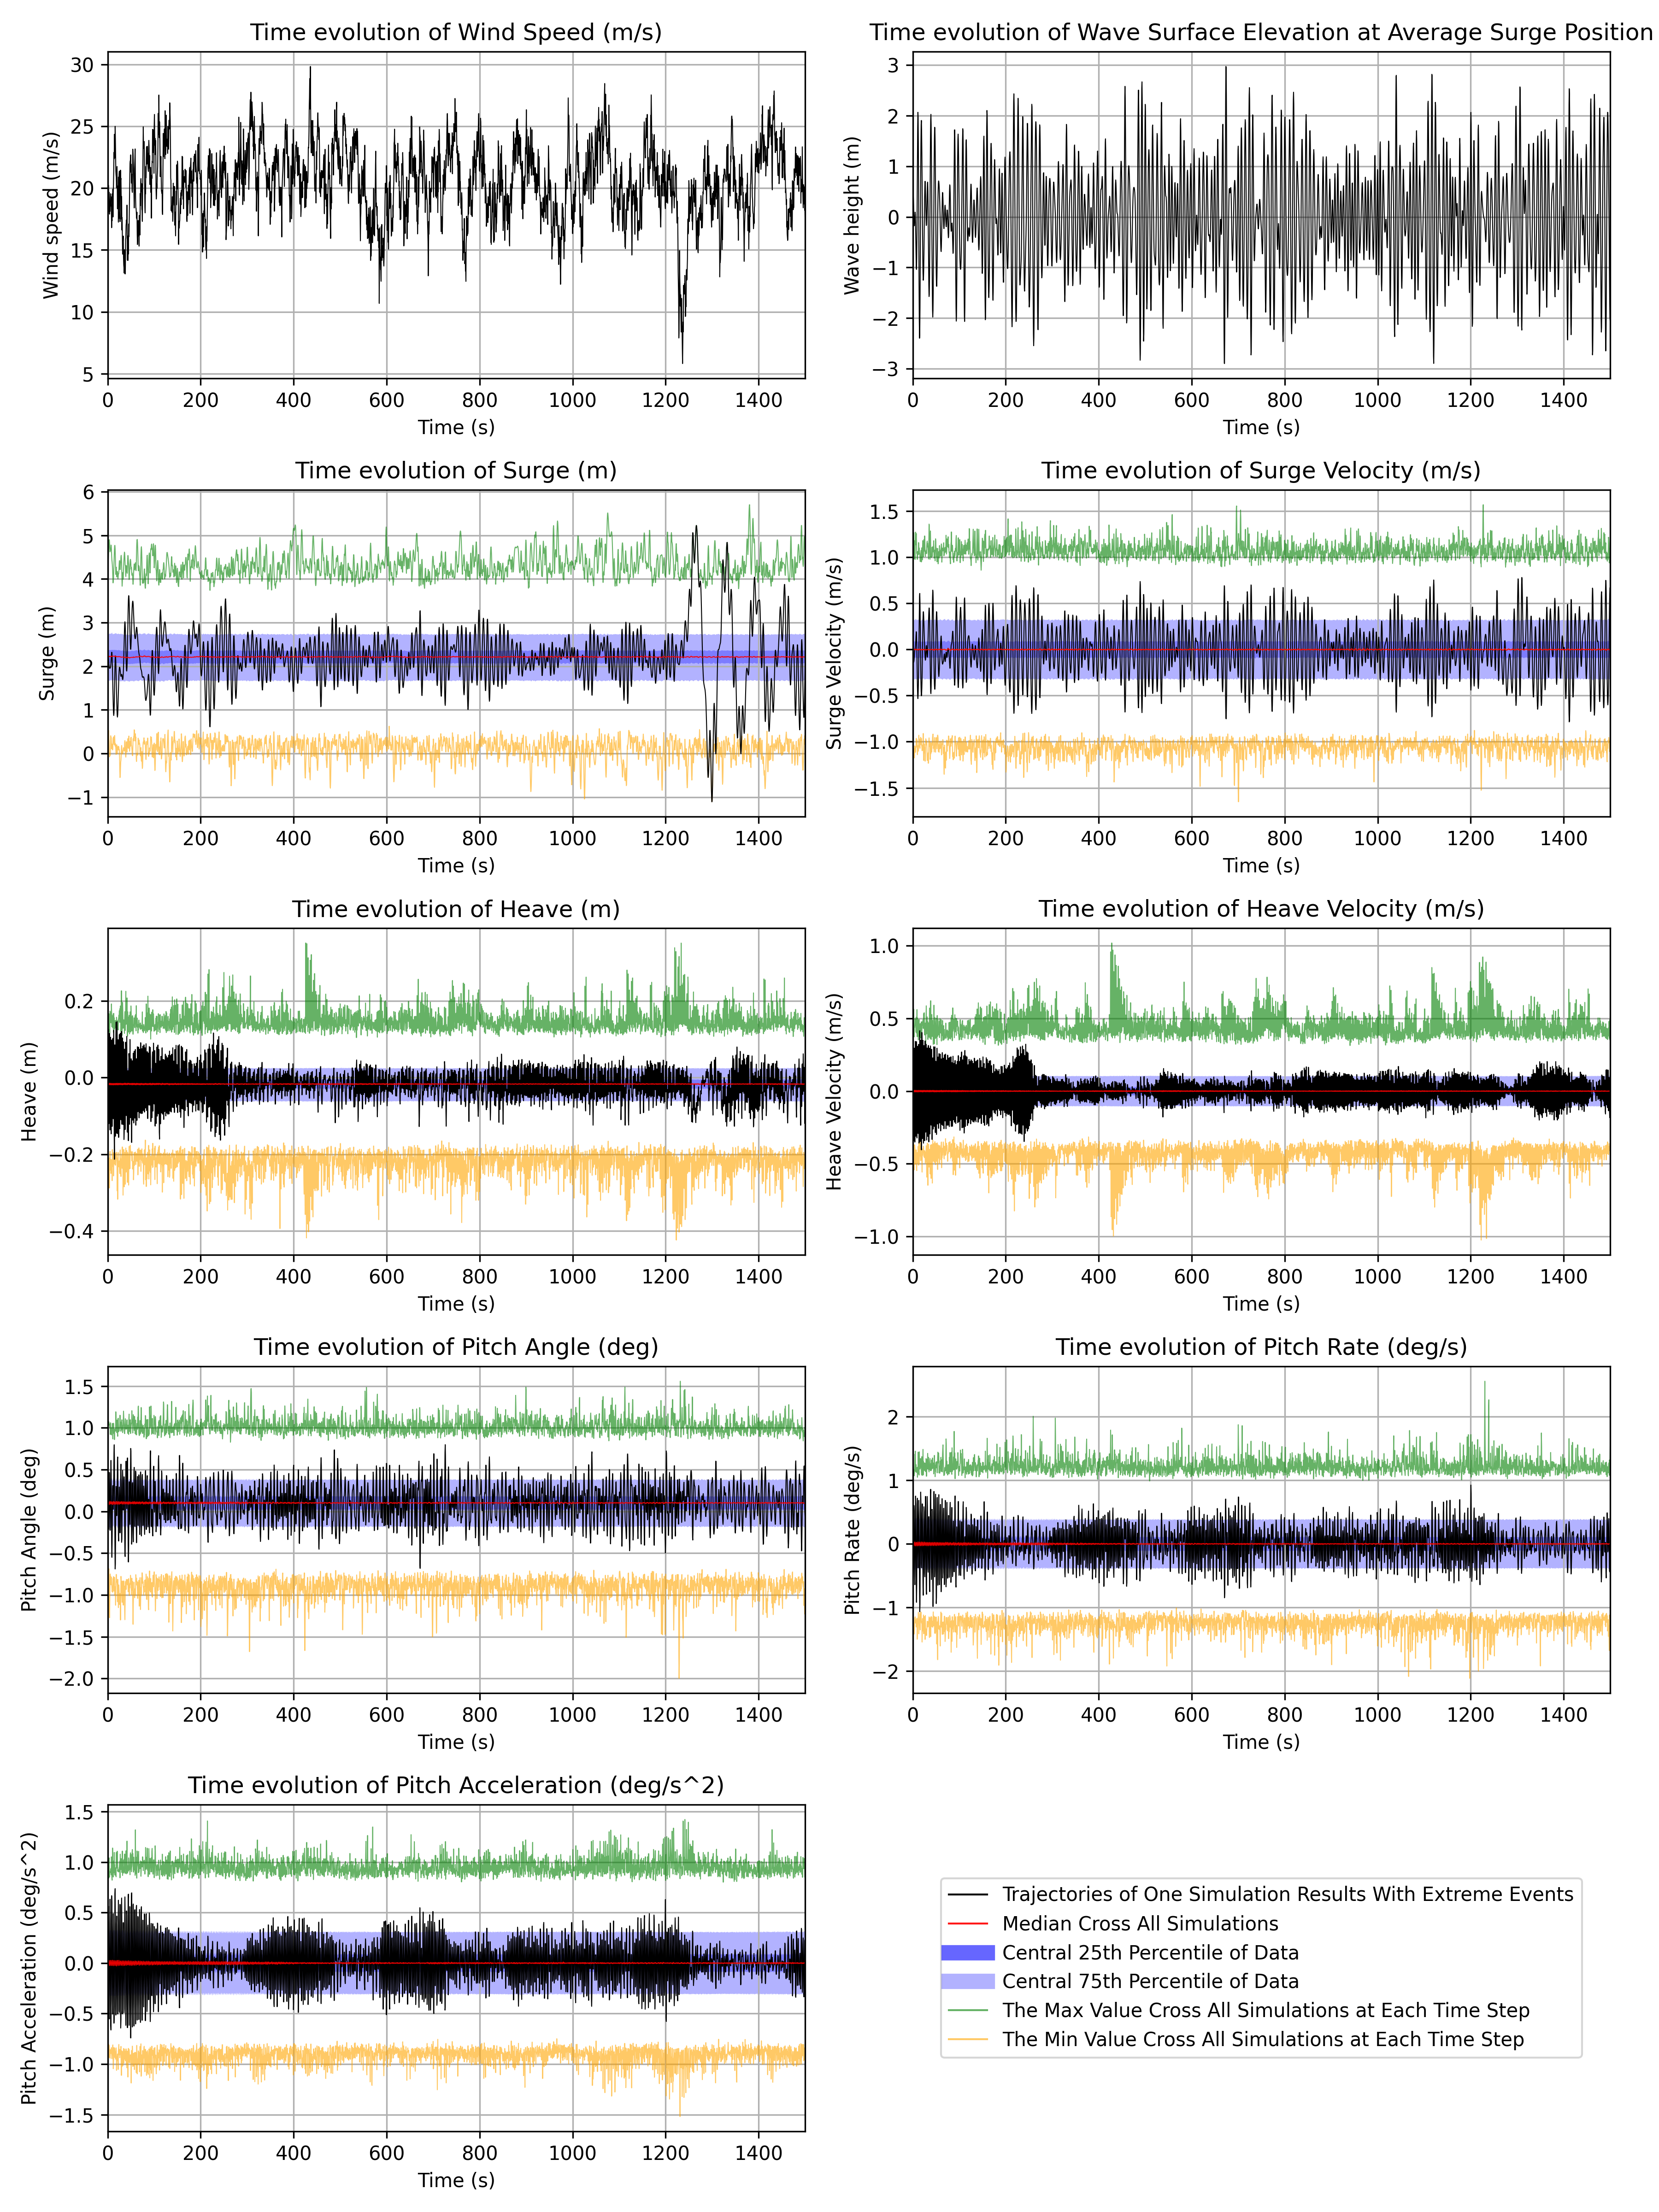 Time evolution of Wind Speed (m/s)
Wind speed (m/s)
30
25
20
15
10
5
0 200 400 600 800 1000 1200 1400
Time (s)
Time evolution of Wave Surface Elevation at Average Surge Position
Wave height (m)
3
2
1
0
−1
−2
−3
0 200 400 600 800 1000 1200 1400
Time (s)
Time evolution of Surge (m)
Surge (m)
6
5
4
3
2
1
0
−1
0 200 400 600 800 1000 1200 1400
Time (s)
Time evolution of Surge Velocity (m/s)
Surge Velocity (m/s)
1.5
1.0
0.5
0.0
−0.5
−1.0
−1.5
0 200 400 600 800 1000 1200 1400
Time (s)
Time evolution of Heave (m)
Heave (m)
0.2
0.0
−0.2
−0.4
0 200 400 600 800 1000 1200 1400
Time (s)
Time evolution of Heave Velocity (m/s)
Heave Velocity (m/s)
1.0
0.5
0.0
−0.5
−1.0
0 200 400 600 800 1000 1200 1400
Time (s)
Time evolution of Pitch Angle (deg)
Pitch Angle (deg)
1.5
1.0
0.5
0.0
−0.5
−1.0
−1.5
−2.0
0 200 400 600 800 1000 1200 1400
Time (s)
Time evolution of Pitch Rate (deg/s)
Pitch Rate (deg/s)
2
1
0
−1
−2
0 200 400 600 800 1000 1200 1400
Time (s)
Time evolution of Pitch Acceleration (deg/s^2)
Pitch Acceleration (deg/s^2)
1.5
1.0
0.5
0.0
−0.5
−1.0
−1.5
0 200 400 600 800 1000 1200 1400
Time (s)
Trajectories of One Simulation Results With Extreme Events
Median Cross All Simulations
Central 25th Percentile of Data
Central 75th Percentile of Data
The Max Value Cross All Simulations at Each Time Step
The Min Value Cross All Simulations at Each Time Step